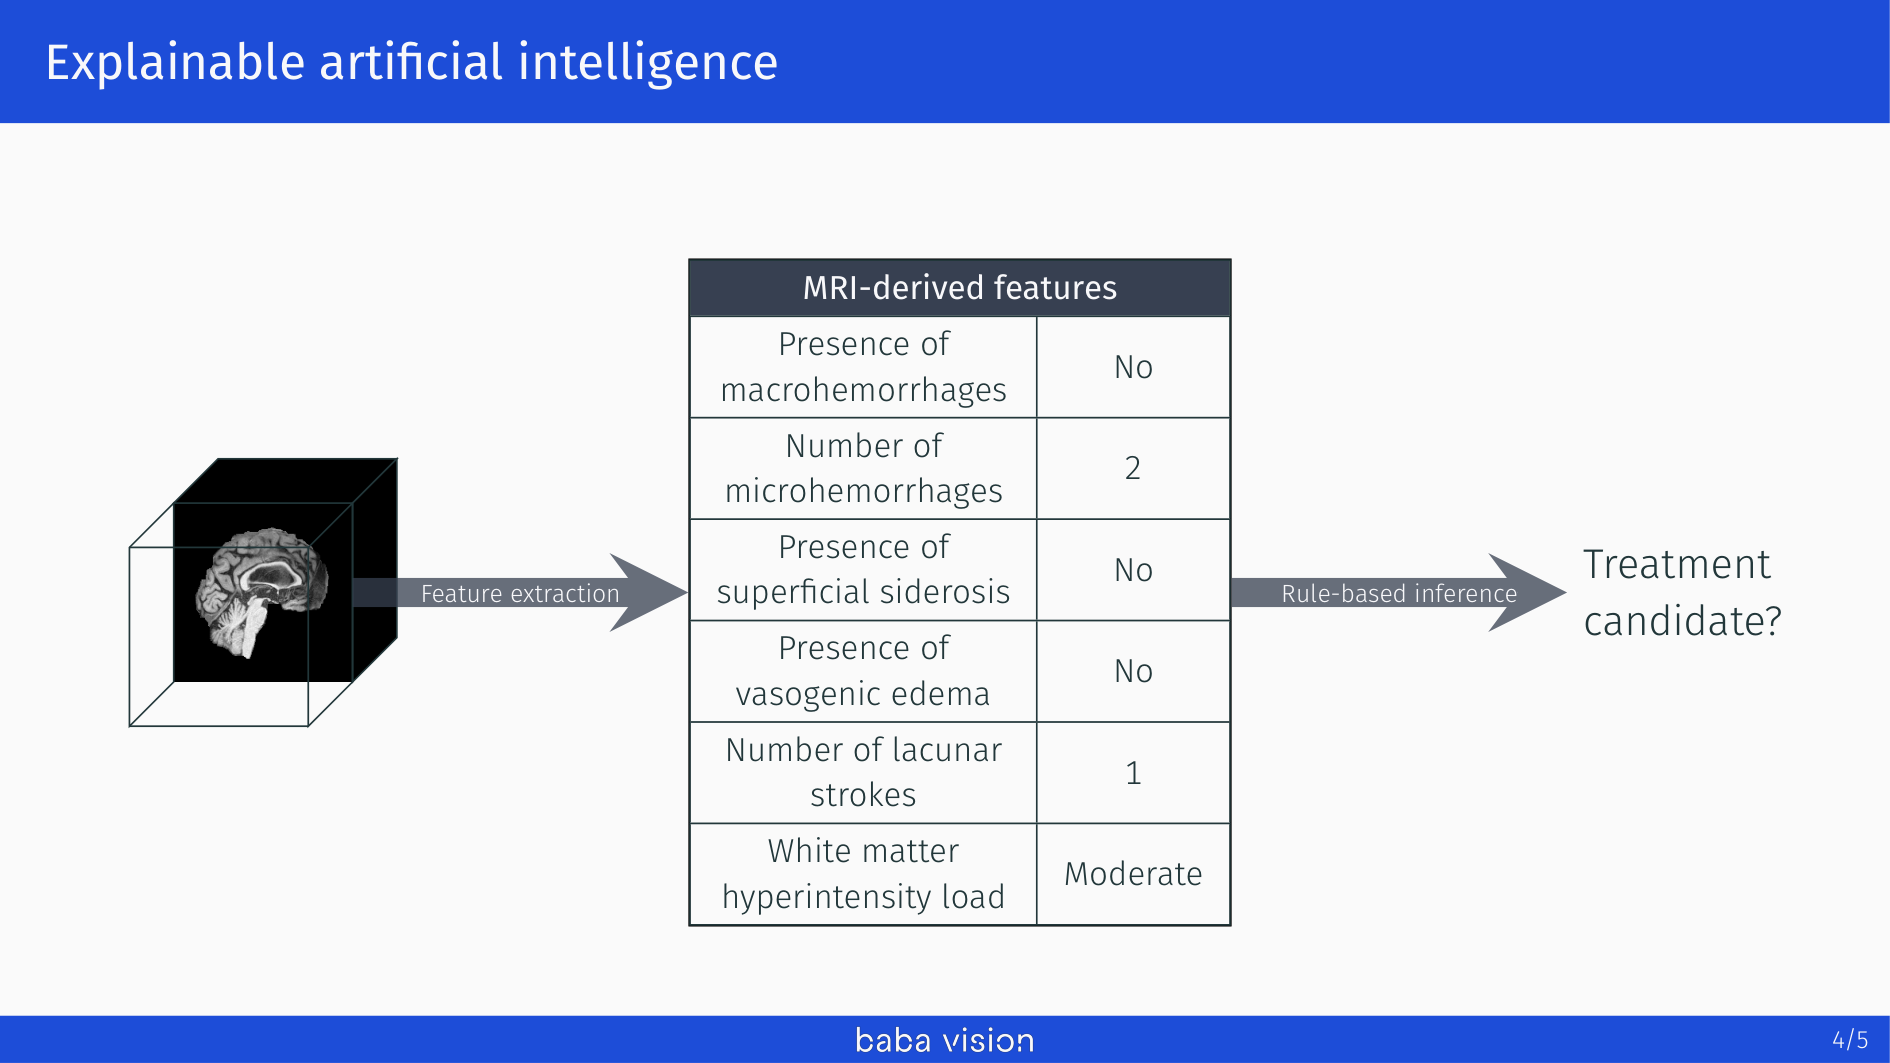 Explainable artificial intelligence
MRI-derived features
Presence of
macrohemorrhages
No
Number of
microhemorrhages
2
Presence of
superficial siderosis
No
Presence of
vasogenic edema
No
Number of lacunar
strokes
1
White matter
hyperintensity load
Moderate
Feature extraction
Rule-based inference
Treatment
candidate?
baba vision
4/5